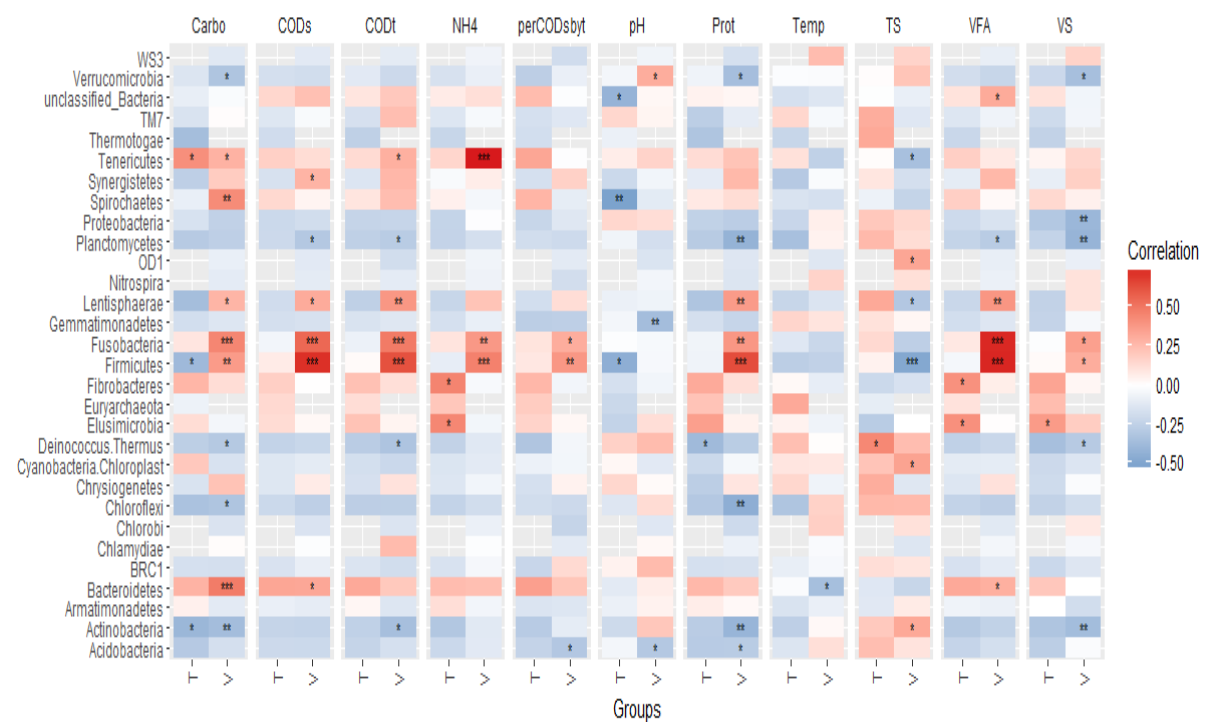 Carbo CODs CODt NH4 perCODsbyt pH Prot Temp TS VFA VS
WS3
Verrucomicrobia * * * *
unclassified_Bacteria * *
TM7
Thermotogae
Tenericutes * * * *** *
Synergistetes *
Spirochaetes ** **
Proteobacteria **
Planctomycetes * * ** * **
OD1 *
Nitrospira
Lentisphaerae * * ** * * **
Gemmatimonadetes **
Fusobacteria *** *** *** ** * ** *** *
Firmicutes * ** *** *** *** ** * *** *** *** *
Fibrobacteres * *
Euryarchaeota
Elusimicrobia * * *
Deinococcus.Thermus * * * * *
Cyanobacteria.Chloroplast *
Chrysiogenetes
Chloroflexi * **
Chlorobi
Chlamydiae
BRC1
Bacteroidetes *** * * *
Armatimonadetes
Actinobacteria * ** * ** * **
Acidobacteria * * *
T V T V T V T V T V T V T V T V T V T V T V
Groups
Correlation
0.50
0.25
0.00
-0.25
-0.50